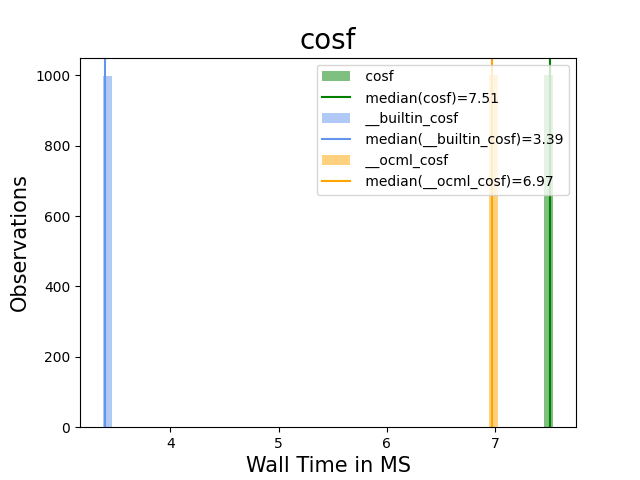 cosf
cosf
median(cosf)=7.51
__builtin_cosf
median(__builtin_cosf)=3.39
__ocml_cosf
median(__ocml_cosf)=6.97
Observations
1000
800
600
400
200
0
4 5 6 7
Wall Time in MS